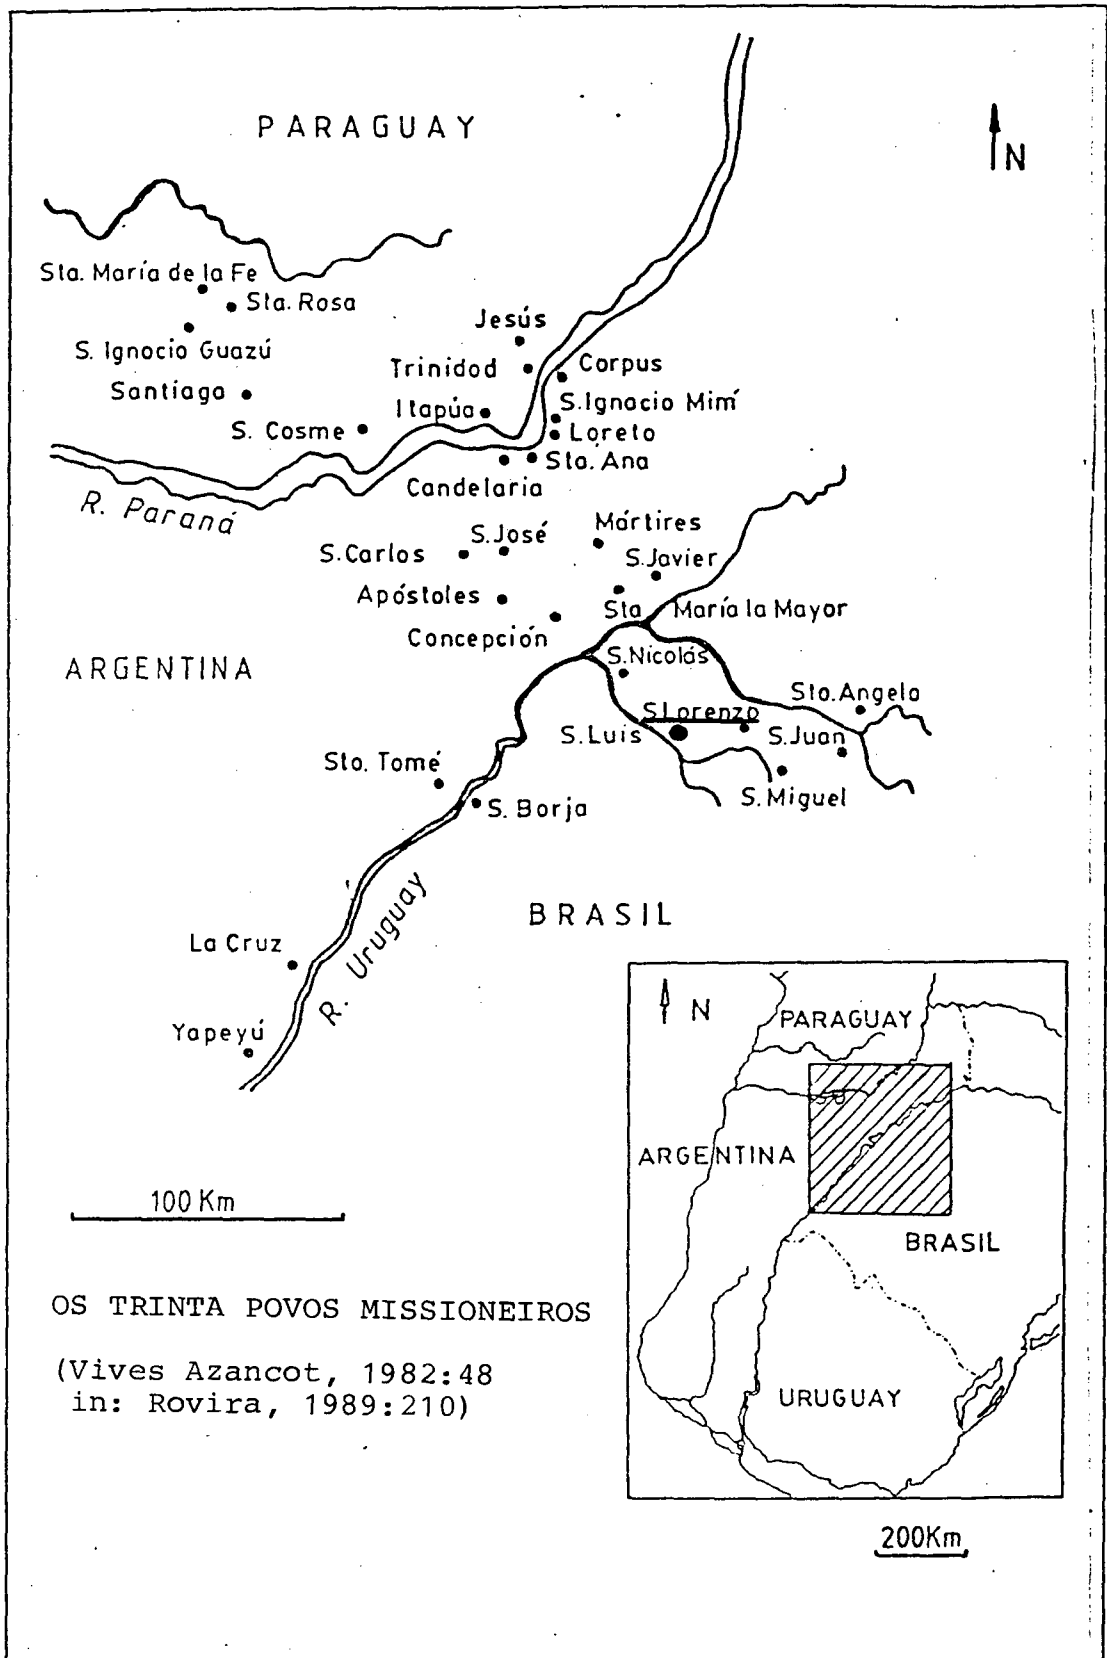 PARAGUAY
N
Sta. María de la Fe
Sta. Rosa
S. Ignocio Guazú
Santiago
S. Cosme
Jesús
Trinidod
Itapúa
Corpus
S. Ignacio Mimí
Loreto
Sta. Ana
Candelaria
R. Paraná
S. José
S. Carlos
Mártires
S. Javier
Apóstoles
Sta María la Mayor
Concepción
ARGENTINA
S. Nicolás
Sto. Angelo
S. Lorenzo
S. Luis
S. Juan
Sto. Tomé
S. Miguel
S. Borja
BRASIL
La Cruz
R. Uruguay
Yapeyú
100 Km
N
PARAGUAY
ARGENTINA
BRASIL
URUGUAY
200Km
OS TRINTA POVOS MISSIONEIROS
(Vives Azancot, 1982:48
in: Rovira, 1989:210)